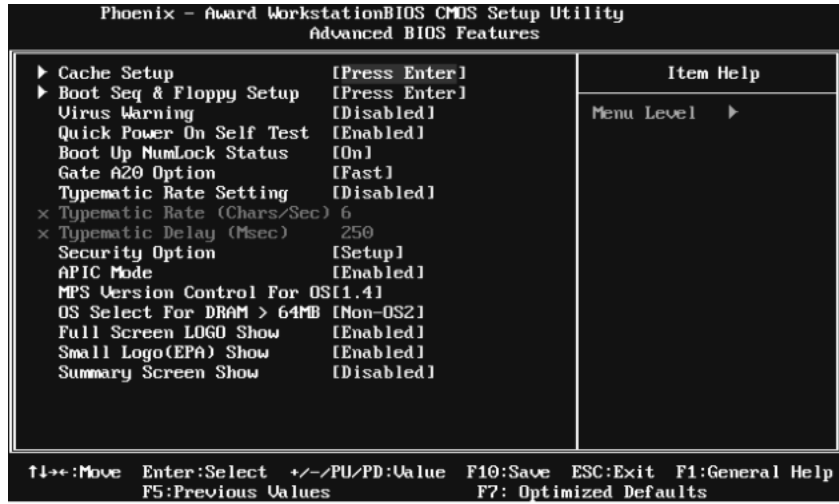 Phoenix - Award WorkstationBIOS CMOS Setup Utility
Advanced BIOS Features
▶ Cache Setup [Press Enter]
▶ Boot Seq & Floppy Setup [Press Enter]
Virus Warning [Disabled]
Quick Power On Self Test [Enabled]
Boot Up NumLock Status [On]
Gate A20 Option [Fast]
Typematic Rate Setting [Disabled]
x Typematic Rate (Chars/Sec) 6
x Typematic Delay (Msec) 250
Security Option [Setup]
APIC Mode [Enabled]
MPS Version Control For OS[1.4]
OS Select For DRAM > 64MB [Non-OS2]
Full Screen LOGO Show [Enabled]
Small Logo(EPA) Show [Enabled]
Summary Screen Show [Disabled]
Item Help
Menu Level ▶
↑↓→←:Move Enter:Select +/-/PU/PD:Value F10:Save ESC:Exit F1:General Help
F5:Previous Values F7: Optimized Defaults